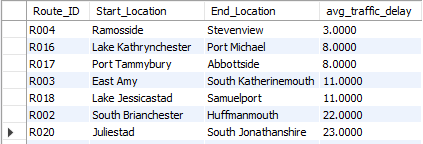 Route_ID Start_Location End_Location avg_traffic_delay
R004 Ramosside Stevenview 3.0000
R016 Lake Kathrynchester Port Michael 8.0000
R017 Port Tammybury Abbottside 8.0000
R003 East Amy South Katherinemouth 11.0000
R018 Lake Jessicastad Samuelport 11.0000
R002 South Brianchester Huffmanmouth 22.0000
R020 Juliestad South Jonathanshire 23.0000